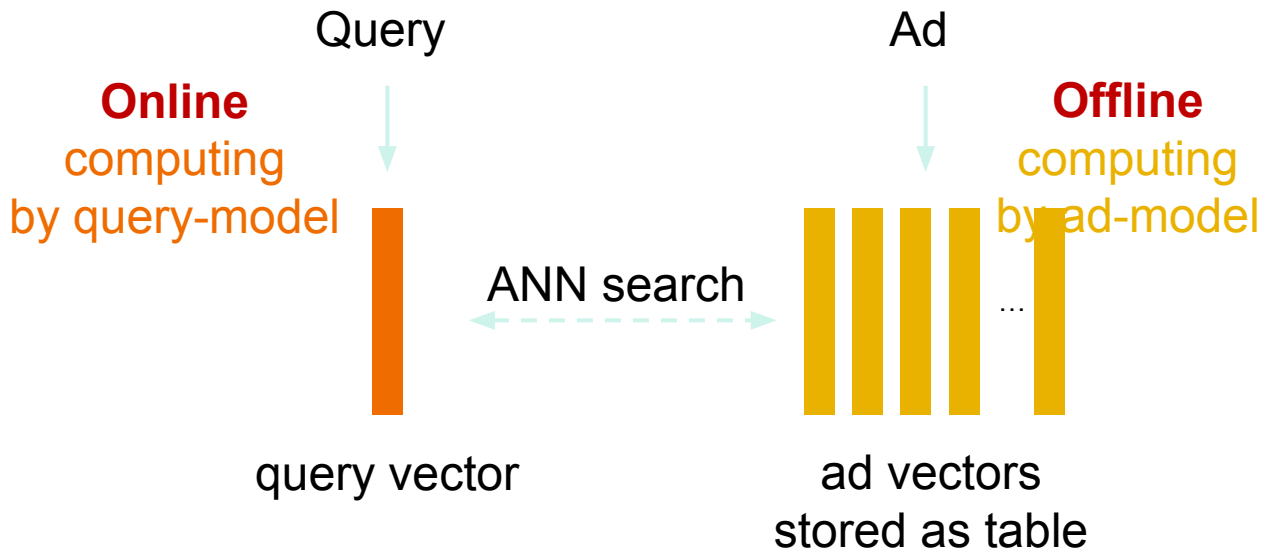 Query
Ad
Online
computing
by query-model
Offline
computing
by ad-model
ANN search
...
query vector
ad vectors
stored as table